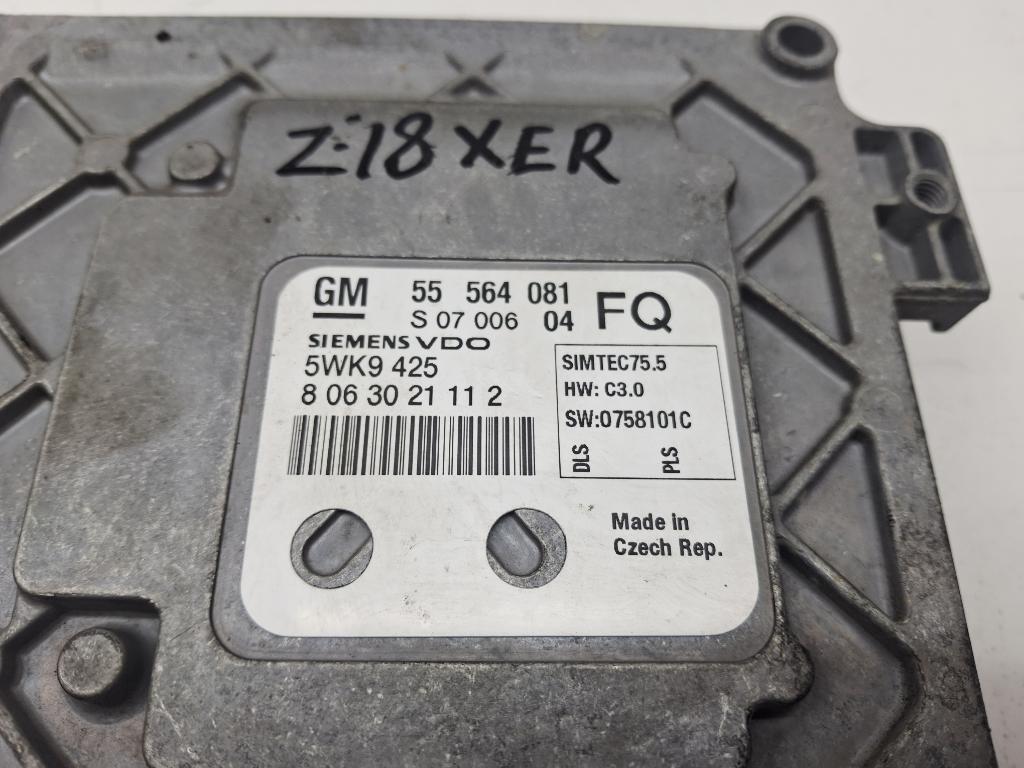 Z18XER
GM 55 564 081 FQ
S 07 006 04
SIEMENS VDO
5WK9 425
8 06 30 21 11 2
SIMTEC75.5
HW: C3.0
SW:0758101C
DLS PLS
Made in
Czech Rep.